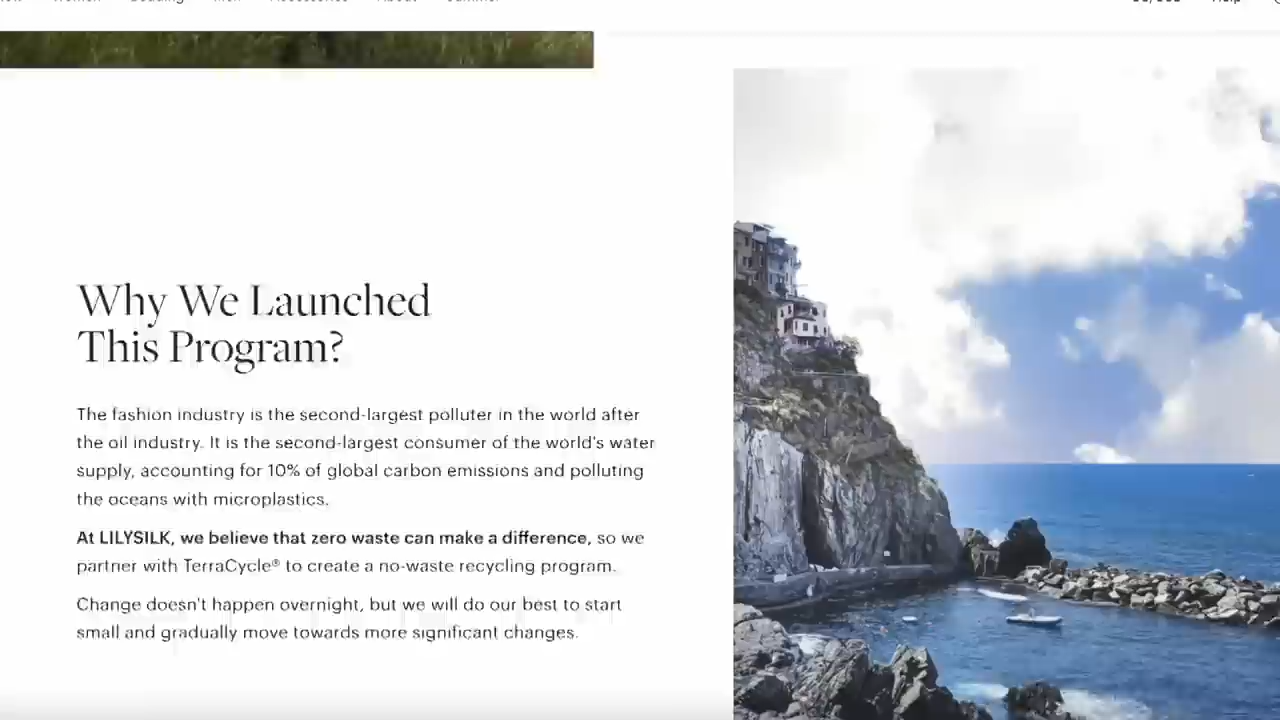 Why We Launched
This Program?
The fashion industry is the second-largest polluter in the world after
the oil industry. It is the second-largest consumer of the world's water
supply, accounting for 10% of global carbon emissions and polluting
the oceans with microplastics.
At LILYSILK, we believe that zero waste can make a difference, so we
partner with TerraCycle® to create a no-waste recycling program.
Change doesn't happen overnight, but we will do our best to start
small and gradually move towards more significant changes.